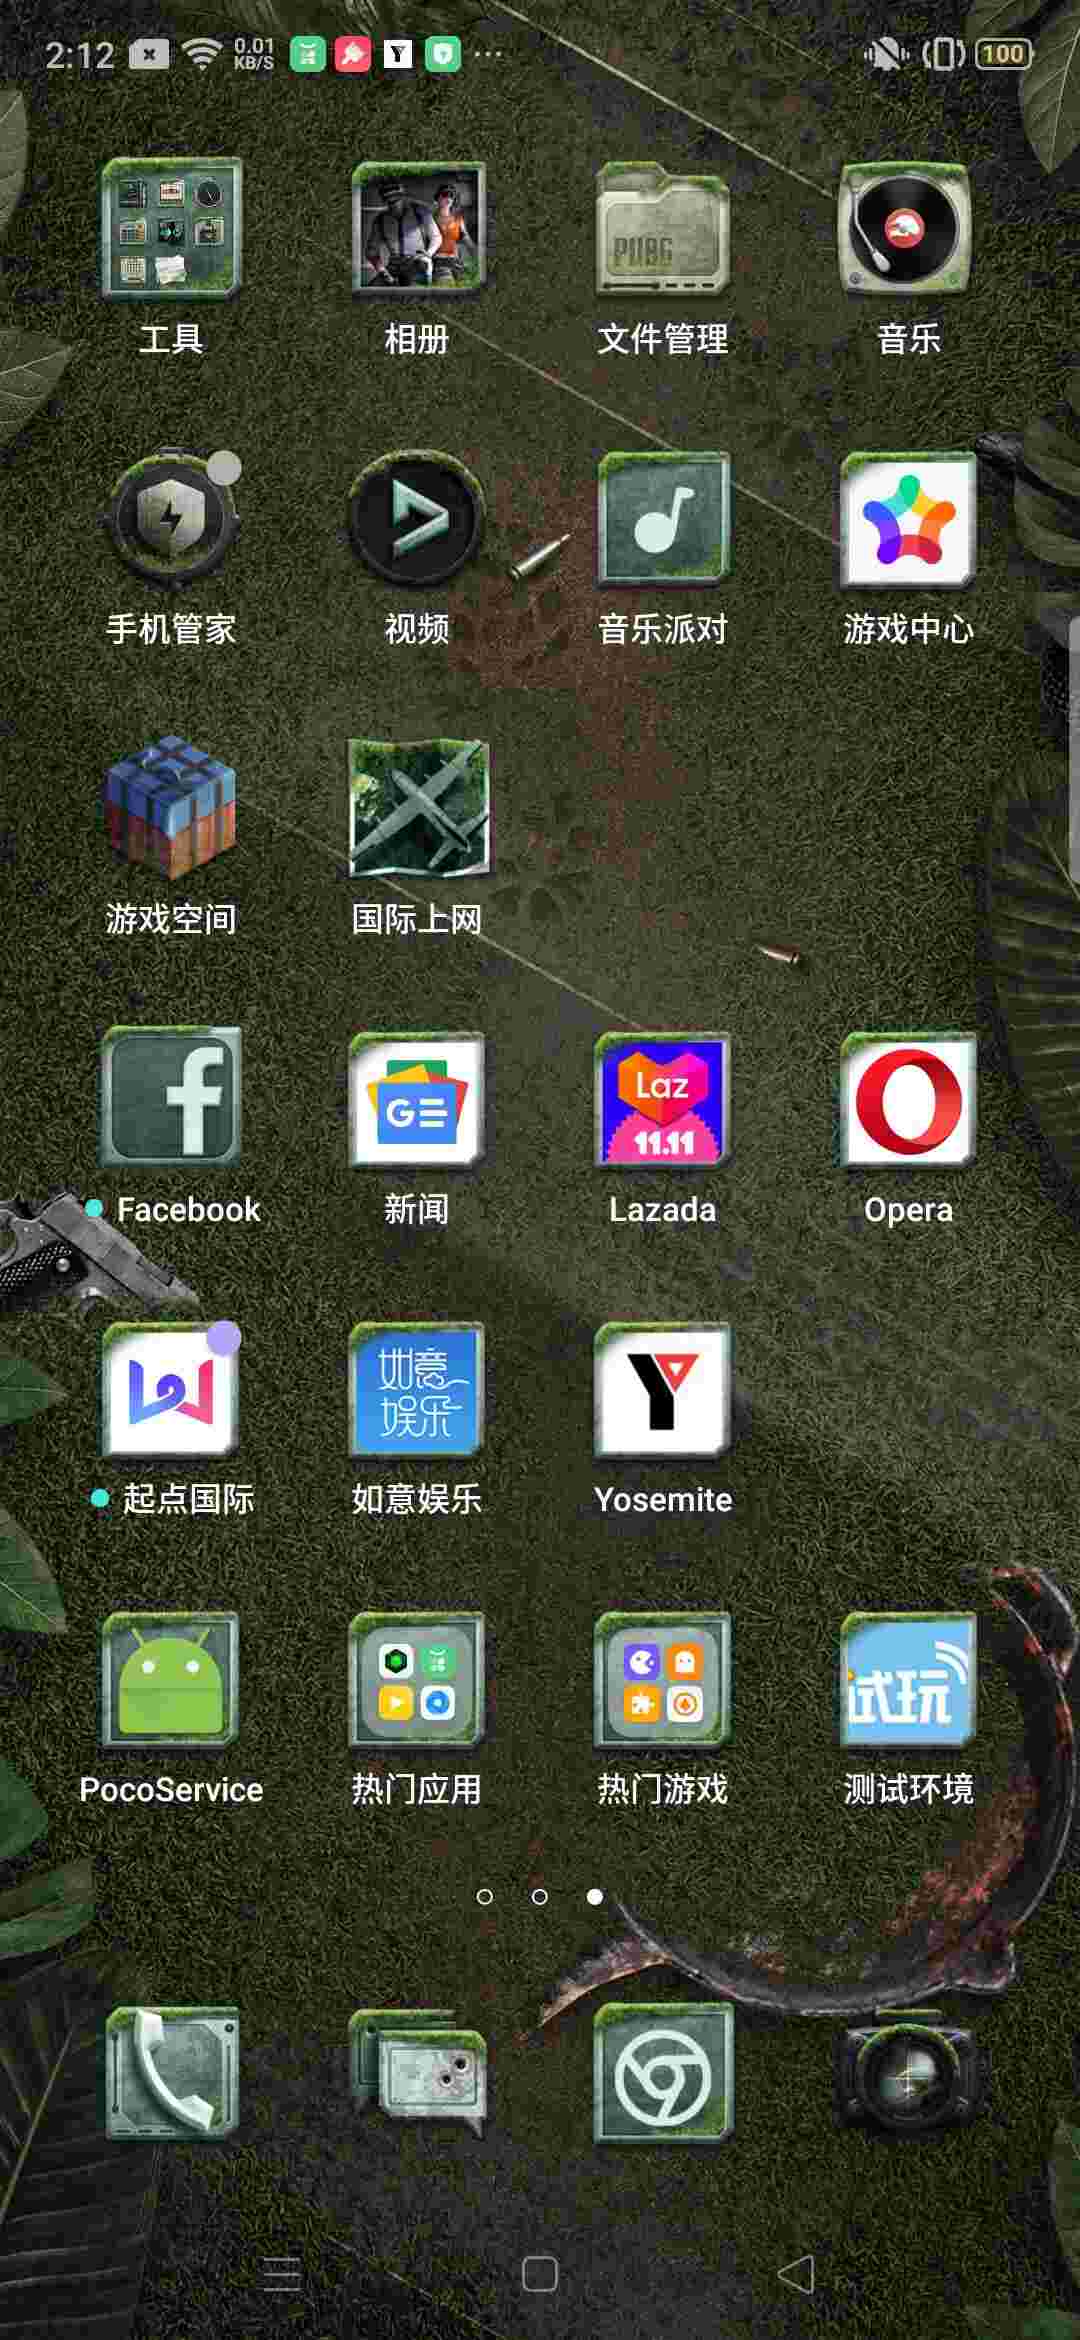 2:12 0.01 KB/S 100
工具 相册 文件管理 音乐
PUBG
手机管家 视频 音乐派对 游戏中心
游戏空间 国际上网
Laz
11.11
Facebook 新闻 Lazada Opera
如意
娱乐
起点国际 如意娱乐 Yosemite
试玩
PocoService 热门应用 热门游戏 测试环境